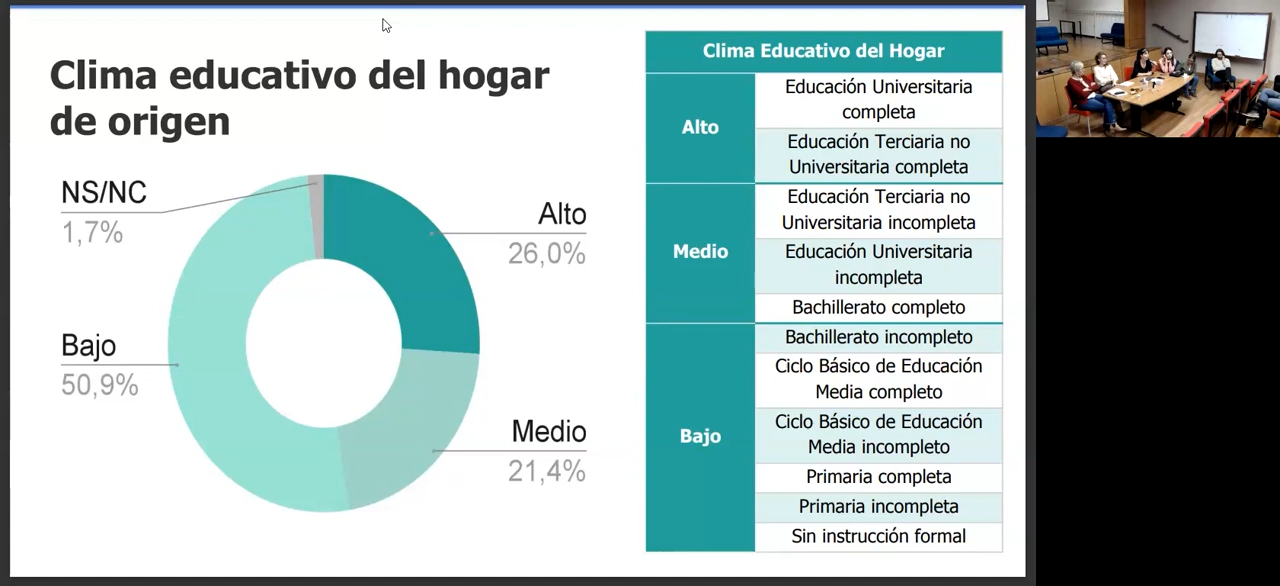 Clima educativo del hogar
de origen
NS/NC
1,7%
Alto
26,0%
Bajo
50,9%
Medio
21,4%
Clima Educativo del Hogar
Alto
Educación Universitaria
completa
Educación Terciaria no
Universitaria completa
Medio
Educación Terciaria no
Universitaria incompleta
Educación Universitaria
incompleta
Bachillerato completo
Bajo
Bachillerato incompleto
Ciclo Básico de Educación
Media completo
Ciclo Básico de Educación
Media incompleto
Primaria completa
Primaria incompleta
Sin instrucción formal